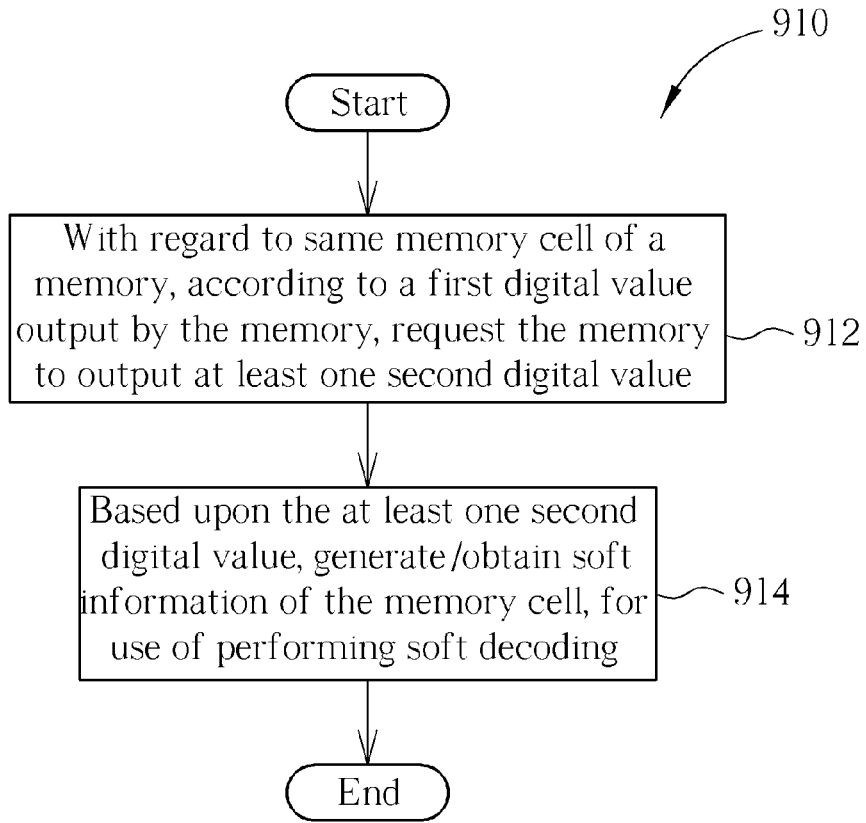 910
Start
With regard to same memory cell of a
memory, according to a first digital value
output by the memory, request the memory
to output at least one second digital value
912
Based upon the at least one second
digital value, generate/obtain soft
information of the memory cell, for
use of performing soft decoding
914
End